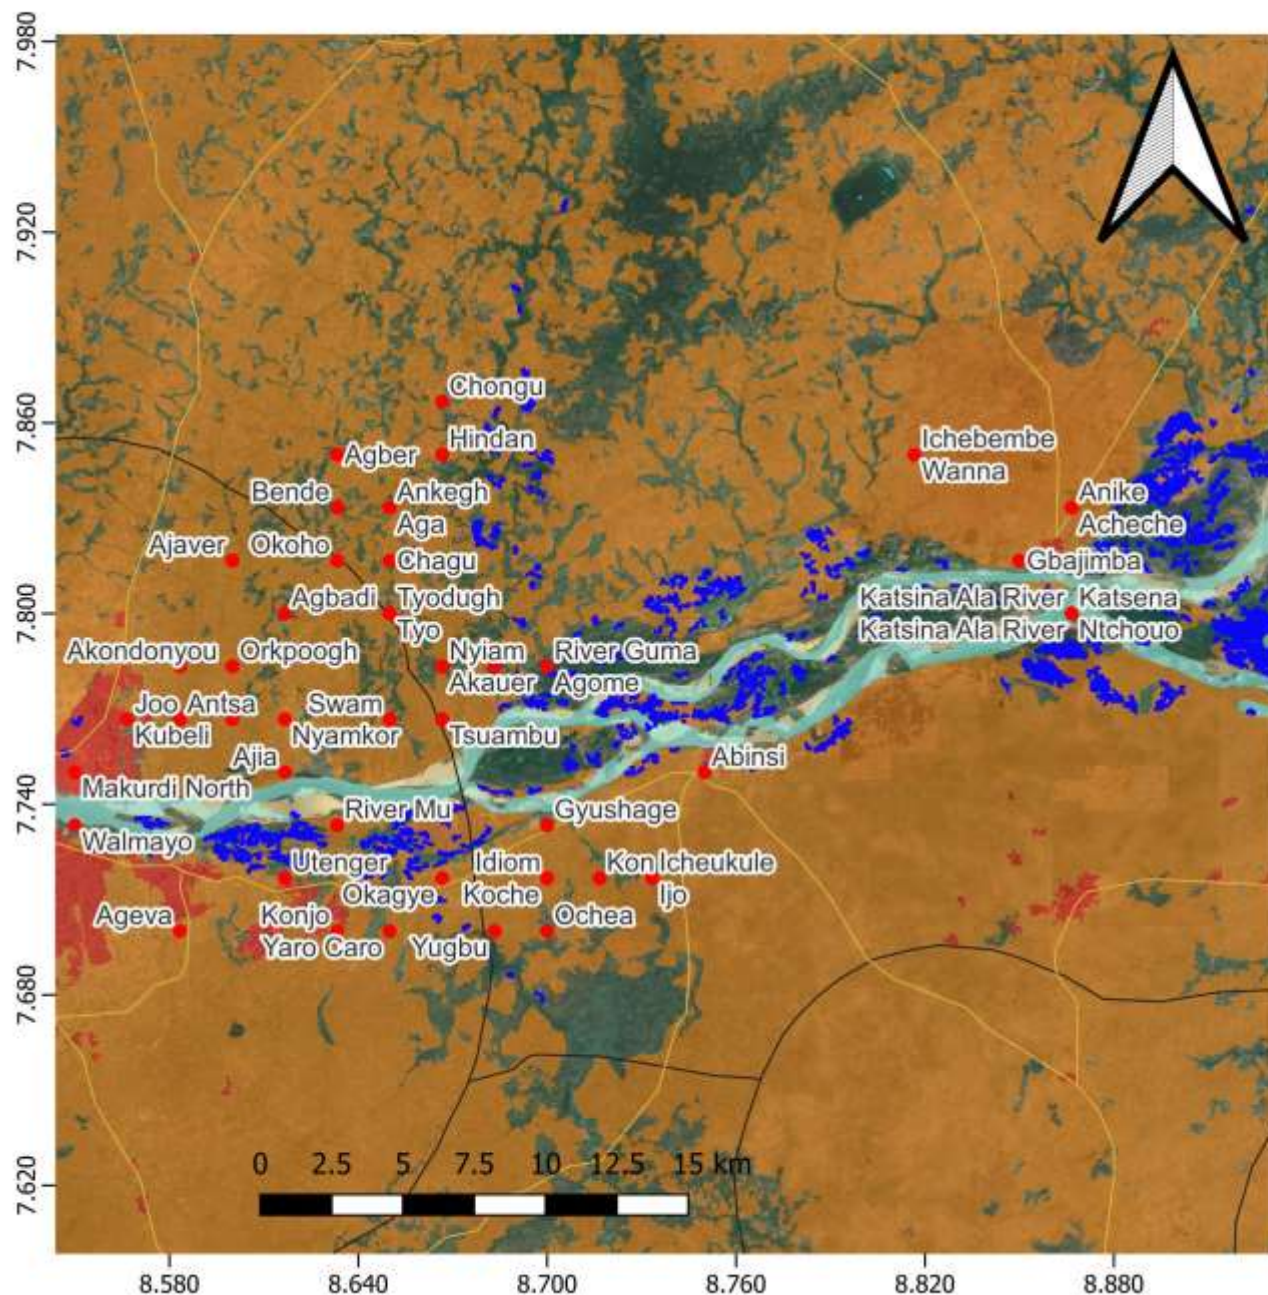 7.980
7.920
7.860
7.800
7.740
7.680
7.620
Chongu
Hindan
Agber
Ichebembe
Wanna
Bende
Ankegh
Aga
Anike
Acheche
Ajaver
Okoho
Chagu
Gbajimba
Agbadi
Tyodugh
Tyo
Katsina Ala River
Katsena
Katsina Ala River
Ntchouo
Akondonyou
Orkpoogh
Nyiam
Akauer
River Guma
Agome
Joo Antsa
Kubeli
Swam
Nyamkor
Tsuambu
Ajia
Abinsi
Makurdi North
River Mu
Gyushage
Walmayo
Utenger
Okagye
Idiom
Koche
Kon Icheukule
Ijo
Ageva
Konjo
Yaro Caro
Yugbu
Ochea
0 2.5 5 7.5 10 12.5 15 km
8.580 8.640 8.700 8.760 8.820 8.880